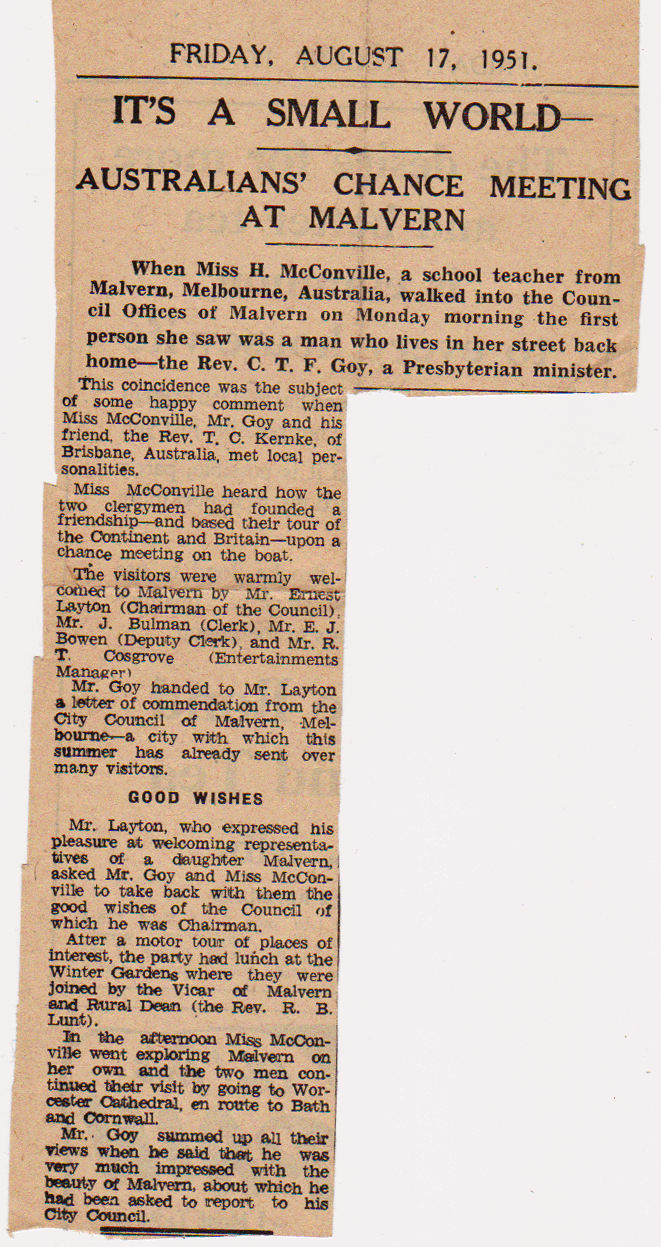 FRIDAY, AUGUST 17, 1951.
IT'S A SMALL WORLD—
AUSTRALIANS' CHANCE MEETING
AT MALVERN
When Miss H. McConville, a school teacher from
Malvern, Melbourne, Australia, walked into the Coun-
cil Offices of Malvern on Monday morning the first
person she saw was a man who lives in her street back
home—the Rev. C. T. F. Goy, a Presbyterian minister.
This coincidence was the subject
of some happy comment when
Miss McConville, Mr. Goy and his
friend, the Rev. T. C. Kernke, of
Brisbane, Australia, met local per-
sonalities.
Miss McConville heard how the
two clergymen had founded a
friendship—and based their tour of
the Continent and Britain—upon a
chance meeting on the boat.
The visitors were warmly wel-
comed to Malvern by Mr. Ernest
Layton (Chairman of the Council),
Mr. J. Bulman (Clerk), Mr. E. J.
Bowen (Deputy Clerk), and Mr. R.
T. Cosgrove (Entertainments
Manager)
Mr. Goy handed to Mr. Layton
a letter of commendation from the
City Council of Malvern, Mel-
bourne—a city with which this
summer has already sent over
many visitors.
GOOD WISHES
Mr. Layton, who expressed his
pleasure at welcoming representa-
tives of a daughter Malvern,
asked Mr. Goy and Miss McCon-
ville to take back with them the
good wishes of the Council of
which he was Chairman.
After a motor tour of places of
interest, the party had lunch at the
Winter Gardens where they were
joined by the Vicar of Malvern
and Rural Dean (the Rev. R. B.
Lunt).
In the afternoon Miss McCon-
ville went exploring Malvern on
her own and the two men con-
tinued their visit by going to Wor-
cester Cathedral, en route to Bath
and Cornwall.
Mr. Goy summed up all their
views when he said that he was
very much impressed with the
beauty of Malvern, about which he
had been asked to report to his
City Council.